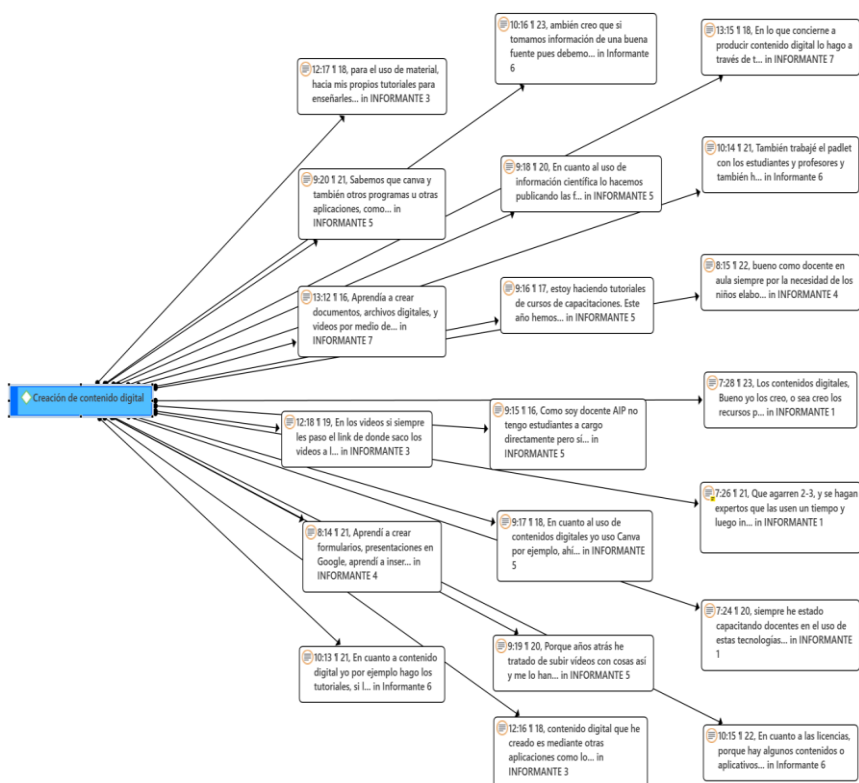 10:16 ¶ 23, ambién creo que si
tomamos información de una buena
fuente pues debemo... in Informante
6
13:15 ¶ 18, En lo que concierne a
producir contenido digital lo hago a
través de t... in INFORMANTE 7
12:17 ¶ 18, para el uso de material,
hacia mis propios tutoriales para
enseñarles... in INFORMANTE 3
10:14 ¶ 21, También trabajé el padlet
con los estudiantes y profesores y
también h... in Informante 6
9:18 ¶ 20, En cuanto al uso de
información científica lo hacemos
publicando las f... in INFORMANTE 5
9:20 ¶ 21, Sabemos que canva y
también otros programas u otras
aplicaciones, como... in
INFORMANTE 5
8:15 ¶ 22, bueno como docente en
aula siempre por la necesidad de los
niños elabo... in INFORMANTE 4
9:16 ¶ 17, estoy haciendo tutoriales
de cursos de capacitaciones. Este
año hemos... in INFORMANTE 5
13:12 ¶ 16, Aprendía a crear
documentos, archivos digitales, y
videos por medio de... in
INFORMANTE 7
Creación de contenido digital
7:28 ¶ 23, Los contenidos digitales,
Bueno yo los creo, o sea creo los
recursos p... in INFORMANTE 1
9:15 ¶ 16, Como soy docente AIP no
tengo estudiantes a cargo
directamente pero sí... in
INFORMANTE 5
12:18 ¶ 19, En los videos si siempre
les paso el link de donde saco los
videos a l... in INFORMANTE 3
7:26 ¶ 21, Que agarren 2-3, y se hagan
expertos que las usen un tiempo y
luego in... in INFORMANTE 1
9:17 ¶ 18, En cuanto al uso de
contenidos digitales yo uso Canva
por ejemplo, ahi... in INFORMANTE
5
8:14 ¶ 21, Aprendí a crear
formularios, presentaciones en
Google, aprendí a inser... in
INFORMANTE 4
7:24 ¶ 20, siempre he estado
capacitando docentes en el uso de
estas tecnologías... in INFORMANTE
1
9:19 ¶ 20, Porque años atrás he
tratado de subir vídeos con cosas así
y me lo han... in INFORMANTE 5
10:13 ¶ 21, En cuanto a contenido
digital yo por ejemplo hago los
tutoriales, si l... in Informante 6
12:16 ¶ 18, contenido digital que he
creado es mediante otras
aplicaciones como lo... in
INFORMANTE 3
10:15 ¶ 22, En cuanto a las licencias,
porque hay algunos contenidos o
aplicativos... in Informante 6